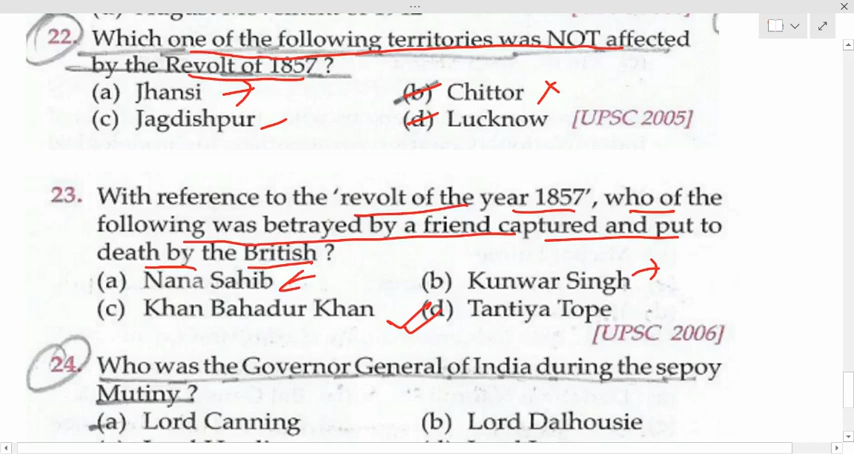 22. Which one of the following territories was NOT affected
by the Revolt of 1857 ?
(a) Jhansi (b) Chittor
(c) Jagdishpur (d) Lucknow [UPSC 2005]
23. With reference to the 'revolt of the year 1857', who of the
following was betrayed by a friend captured and put to
death by the British ?
(a) Nana Sahib (b) Kunwar Singh
(c) Khan Bahadur Khan (d) Tantiya Tope
[UPSC 2006]
24. Who was the Governor General of India during the sepoy
Mutiny ?
(a) Lord Canning (b) Lord Dalhousie